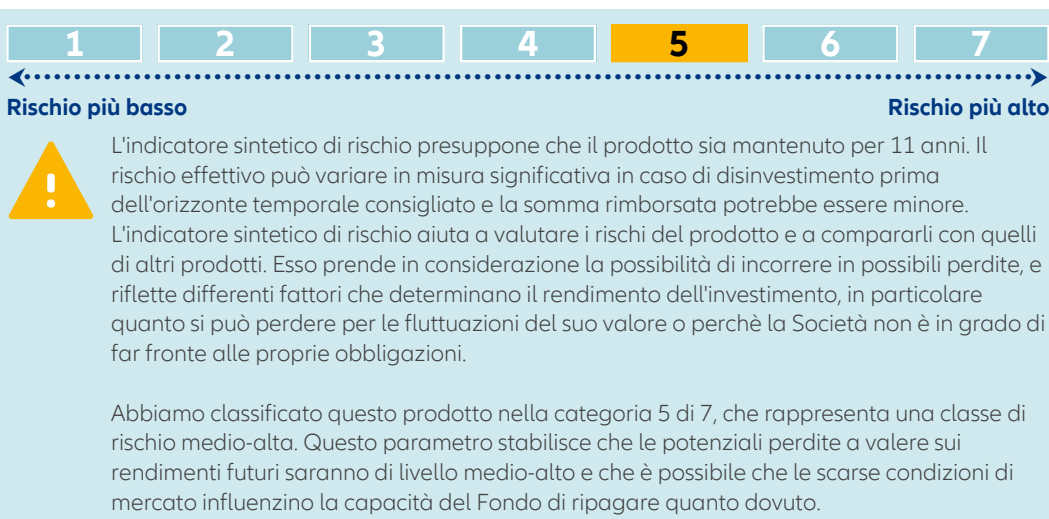 1 2 3 4 5 6 7
Rischio più basso Rischio più alto
L'indicatore sintetico di rischio presuppone che il prodotto sia mantenuto per 11 anni. Il
rischio effettivo può variare in misura significativa in caso di disinvestimento prima
dell'orizzonte temporale consigliato e la somma rimborsata potrebbe essere minore.
L'indicatore sintetico di rischio aiuta a valutare i rischi del prodotto e a compararli con quelli
di altri prodotti. Esso prende in considerazione la possibilità di incorrere in possibili perdite, e
riflette differenti fattori che determinano il rendimento dell'investimento, in particolare
quanto si può perdere per le fluttuazioni del suo valore o perchè la Società non è in grado di
far fronte alle proprie obbligazioni.
Abbiamo classificato questo prodotto nella categoria 5 di 7, che rappresenta una classe di
rischio medio-alta. Questo parametro stabilisce che le potenziali perdite a valere sui
rendimenti futuri saranno di livello medio-alto e che è possibile che le scarse condizioni di
mercato influenzino la capacità del Fondo di ripagare quanto dovuto.